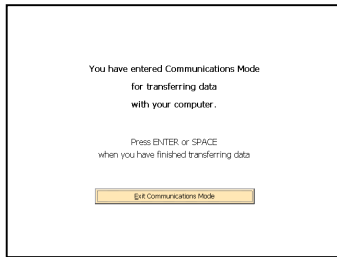 You have entered Communications Mode
for transferring data
with your computer.
Press ENTER or SPACE
when you have finished transferring data
Exit Communications Mode